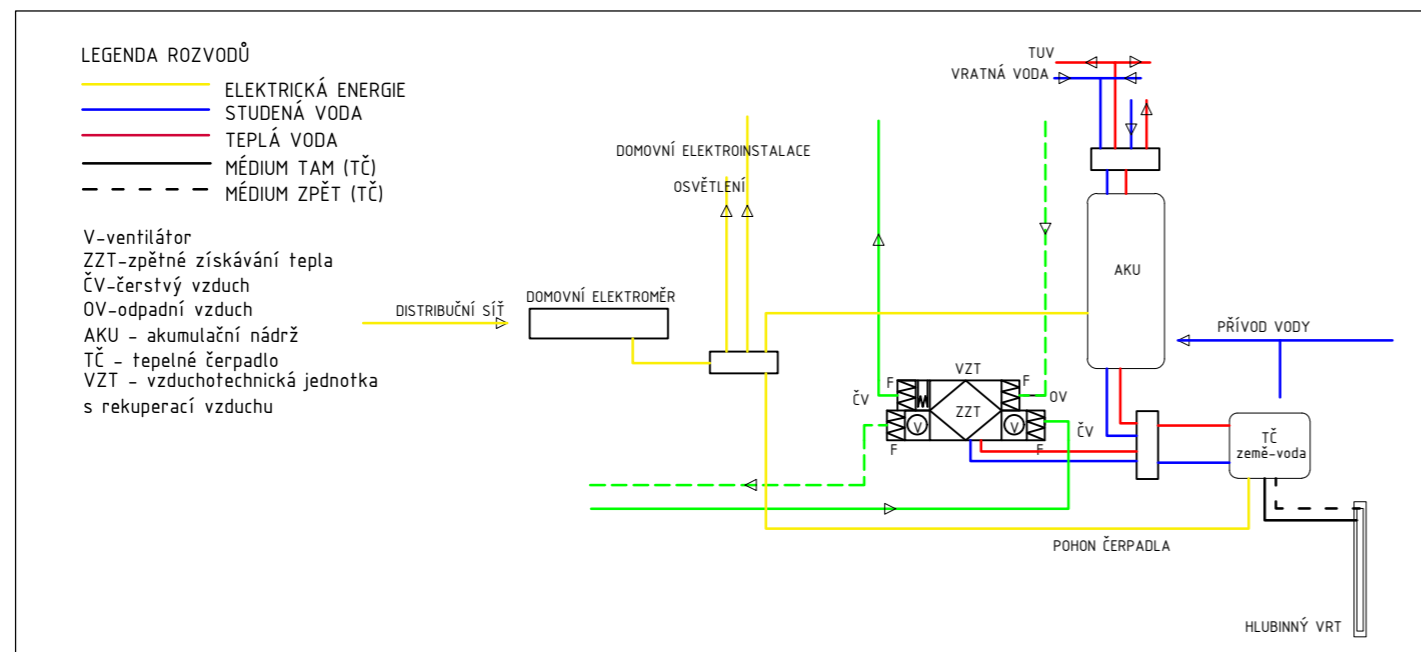 LEGENDA ROZVODŮ
ELEKTRICKÁ ENERGIE
STUDENÁ VODA
TEPLÁ VODA
MÉDIUM TAM (TČ)
MÉDIUM ZPĚT (TČ)
V-ventilátor
ZZT-zpětné získávání tepla
ČV-čerstvý vzduch
OV-odpadní vzduch
AKU - akumulační nádrž
TČ - tepelné čerpadlo
VZT - vzduchotechnická jednotka
s rekuperací vzduchu
DISTRIBUČNÍ SÍŤ
DOMOVNÍ ELEKTROMĚR
DOMOVNÍ ELEKTROINSTALACE
OSVĚTLENÍ
TUV
VRATNÁ VODA
AKU
PŘÍVOD VODY
VZT
F
F
ČV
OV
ZZT
V
V
F
F
ČV
TČ
země-voda
POHON ČERPADLA
HLUBINNÝ VRT